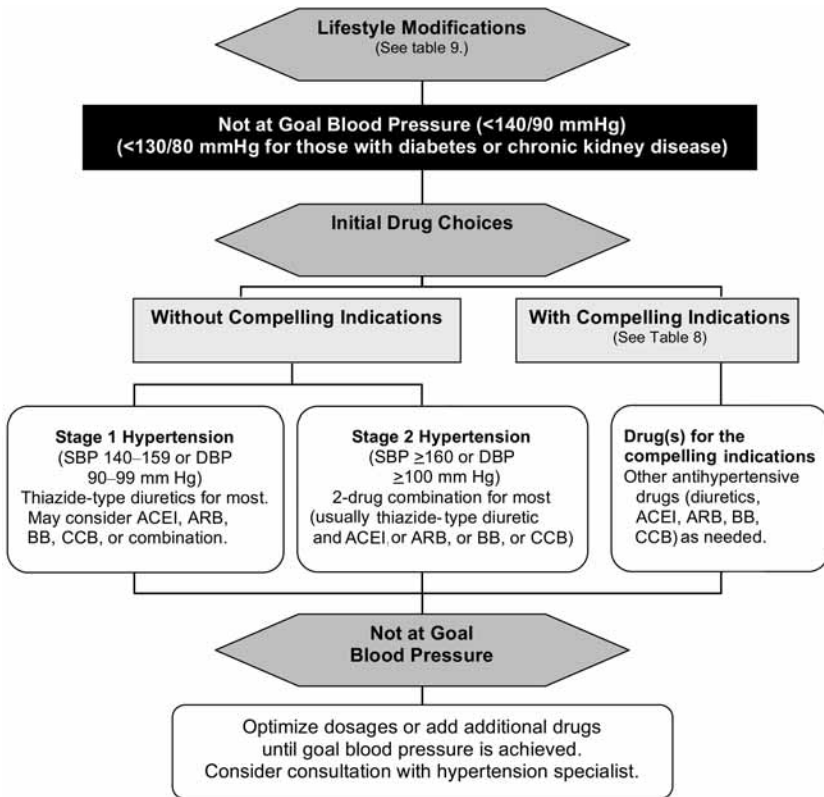 Lifestyle Modifications
(See table 9.)
Not at Goal Blood Pressure (<140/90 mmHg)
(<130/80 mmHg for those with diabetes or chronic kidney disease)
Initial Drug Choices
Without Compelling Indications
With Compelling Indications
(See Table 8)
Stage 1 Hypertension
(SBP 140–159 or DBP
90–99 mm Hg)
Thiazide-type diuretics for most.
May consider ACEI, ARB,
BB, CCB, or combination.
Stage 2 Hypertension
(SBP ≥160 or DBP
≥100 mm Hg)
2-drug combination for most
(usually thiazide-type diuretic
and ACEI, or ARB, or BB, or CCB)
Drug(s) for the
compelling indications
Other antihypertensive
drugs (diuretics,
ACEI, ARB, BB,
CCB) as needed.
Not at Goal
Blood Pressure
Optimize dosages or add additional drugs
until goal blood pressure is achieved.
Consider consultation with hypertension specialist.